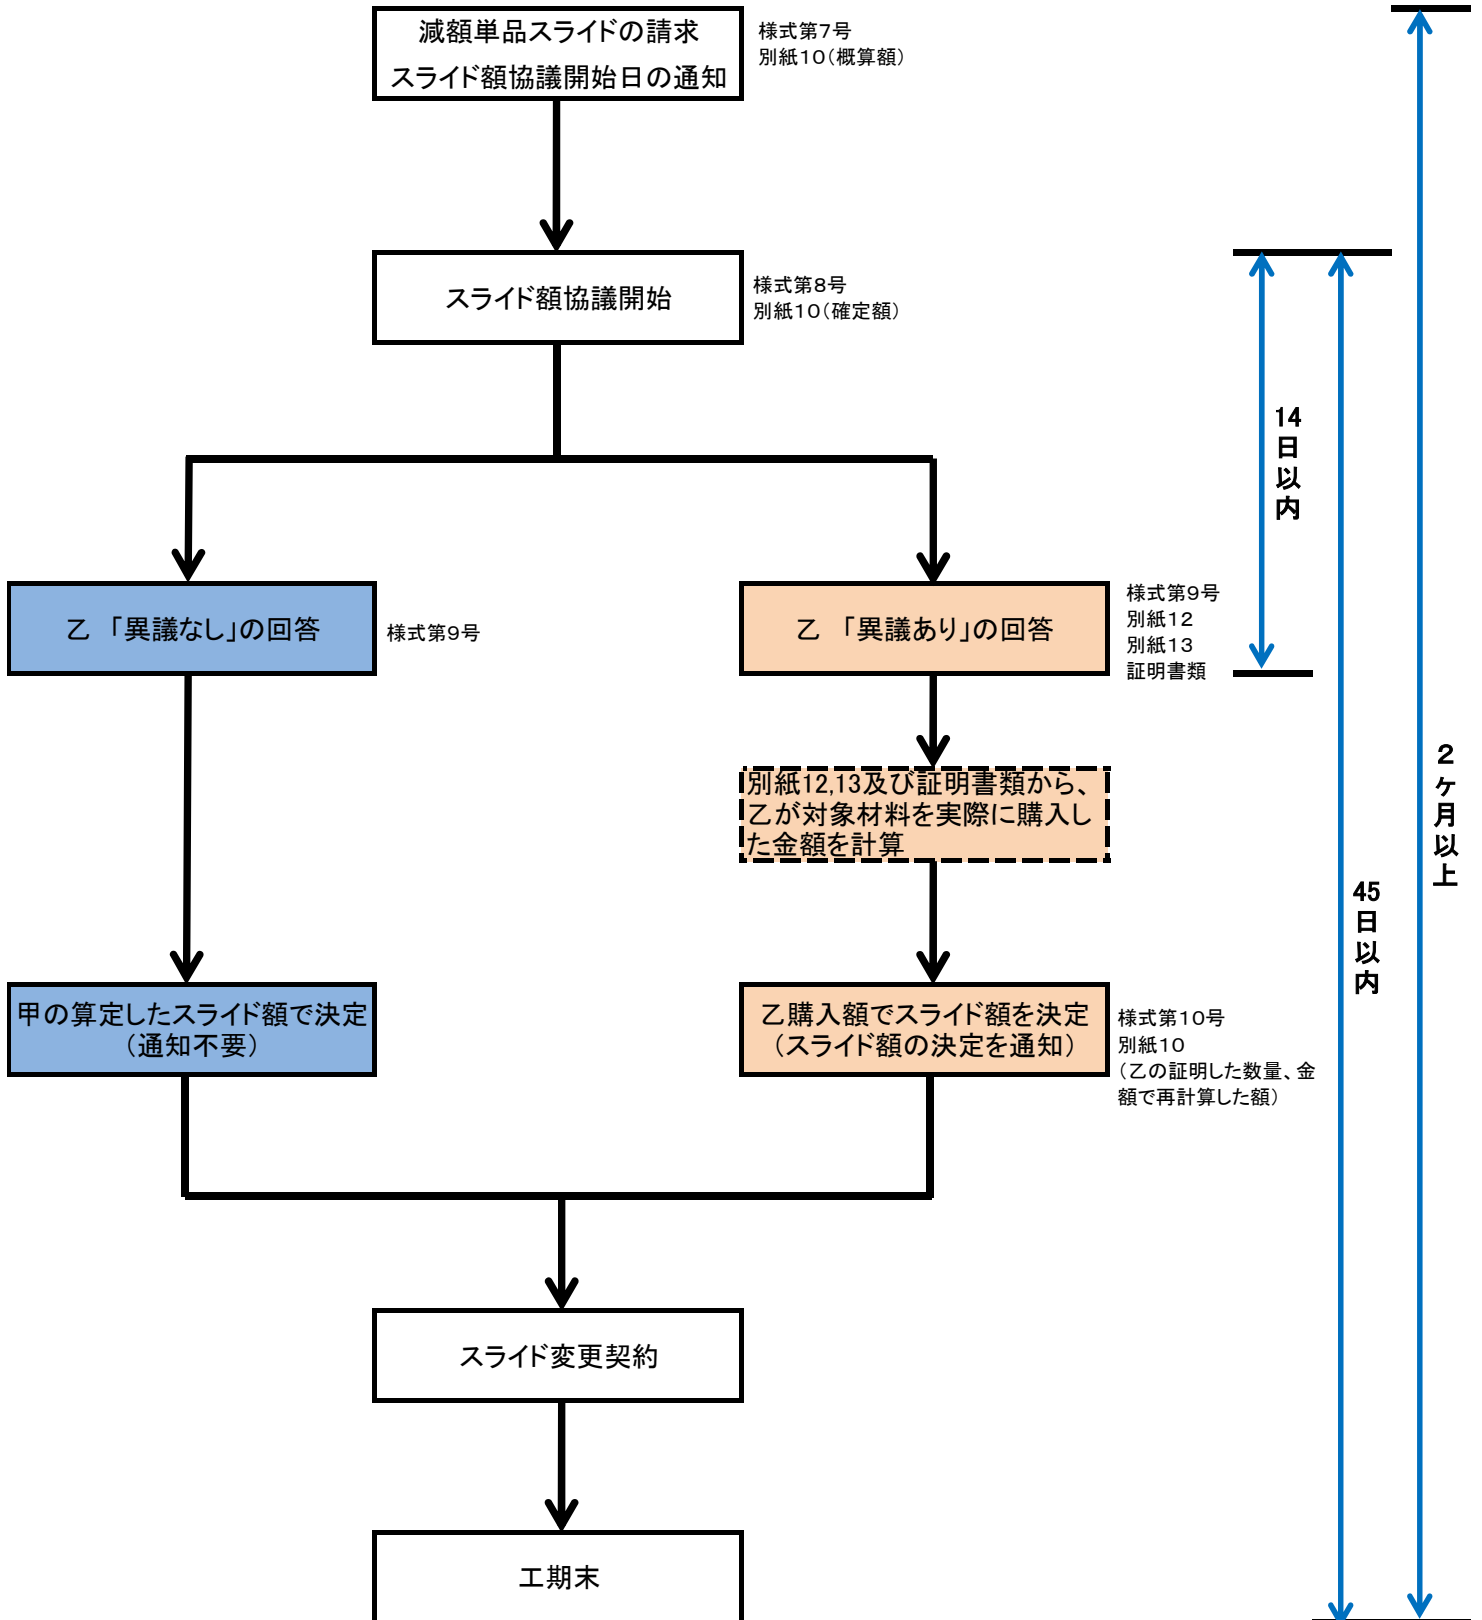 減額単品スライドの請求
スライド額協議開始日の通知
様式第7号
別紙10（概算額）
スライド額協議開始
様式第8号
別紙10（確定額）
14日以内
乙　「異議なし」の回答
様式第9号
乙　「異議あり」の回答
様式第9号
別紙12
別紙13
証明書類
別紙12,13及び証明書類から、
乙が対象材料を実際に購入し
た金額を計算
2ヶ月以上
45日以内
甲の算定したスライド額で決定
（通知不要）
乙購入額でスライド額を決定
（スライド額の決定を通知）
様式第10号
別紙10
（乙の証明した数量、金
額で再計算した額）
スライド変更契約
工期末